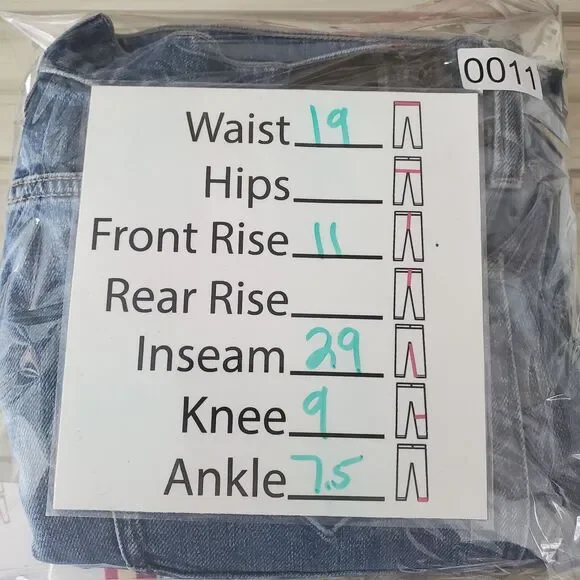 0011
Waist 19
Hips
Front Rise 11
Rear Rise
Inseam 29
Knee 9
Ankle 7.5